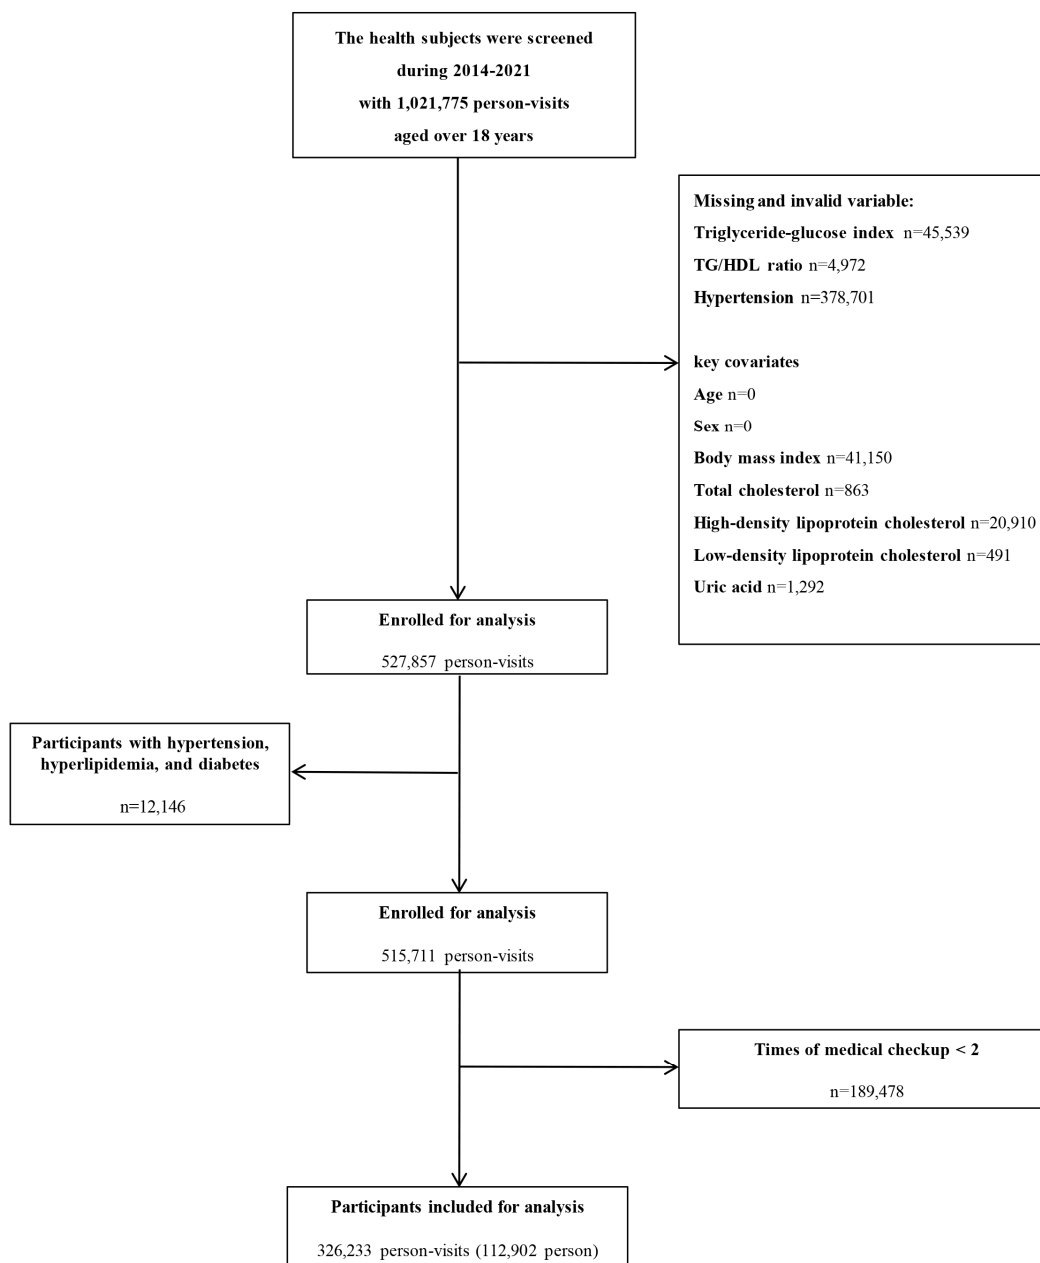 The health subjects were screened
during 2014-2021
with 1,021,775 person-visits
aged over 18 years
Missing and invalid variable:
Triglyceride-glucose index n=45,539
TG/HDL ratio n=4,972
Hypertension n=378,701
key covariates
Age n=0
Sex n=0
Body mass index n=41,150
Total cholesterol n=863
High-density lipoprotein cholesterol n=20,910
Low-density lipoprotein cholesterol n=491
Uric acid n=1,292
Enrolled for analysis
527,857 person-visits
Participants with hypertension,
hyperlipidemia, and diabetes
n=12,146
Enrolled for analysis
515,711 person-visits
Times of medical checkup < 2
n=189,478
Participants included for analysis
326,233 person-visits (112,902 person)